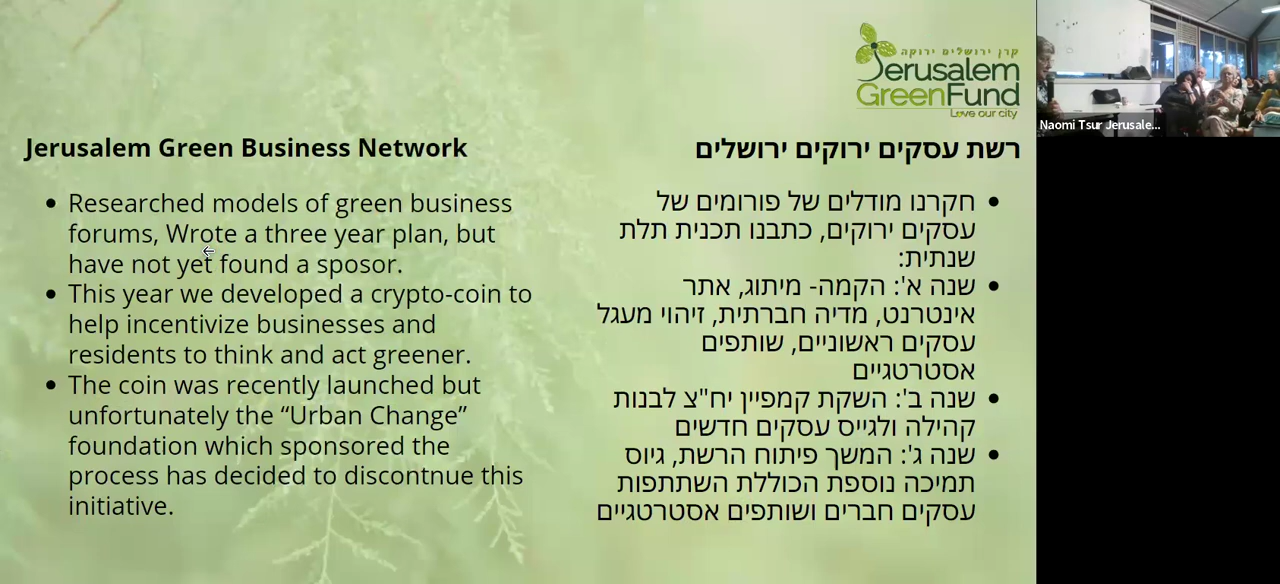 קרן ירושלים ירוקה
Jerusalem
GreenFund
Love our city
Naomi Tsur Jerusale...
Jerusalem Green Business Network
Researched models of green business
forums, Wrote a three year plan, but
have not yet found a sposor.
This year we developed a crypto-coin to
help incentivize businesses and
residents to think and act greener.
The coin was recently launched but
unfortunately the “Urban Change”
foundation which sponsored the
process has decided to discontnue this
initiative.
רשת עסקים ירוקים ירושלים
חקרנו מודלים של פורומים של
עסקים ירוקים, כתבנו תכנית תלת
שנתית:
שנה א': הקמה- מיתוג, אתר
אינטרנט, מדיה חברתית, זיהוי מעגל
עסקים ראשוניים, שותפים
אסטרטגיים
שנה ב': השקת קמפיין יח"צ לבנות
קהילה ולגייס עסקים חדשים
שנה ג': המשך פיתוח הרשת, גיוס
תמיכה נוספת הכוללת השתתפות
עסקים חברים ושותפים אסטרטגיים